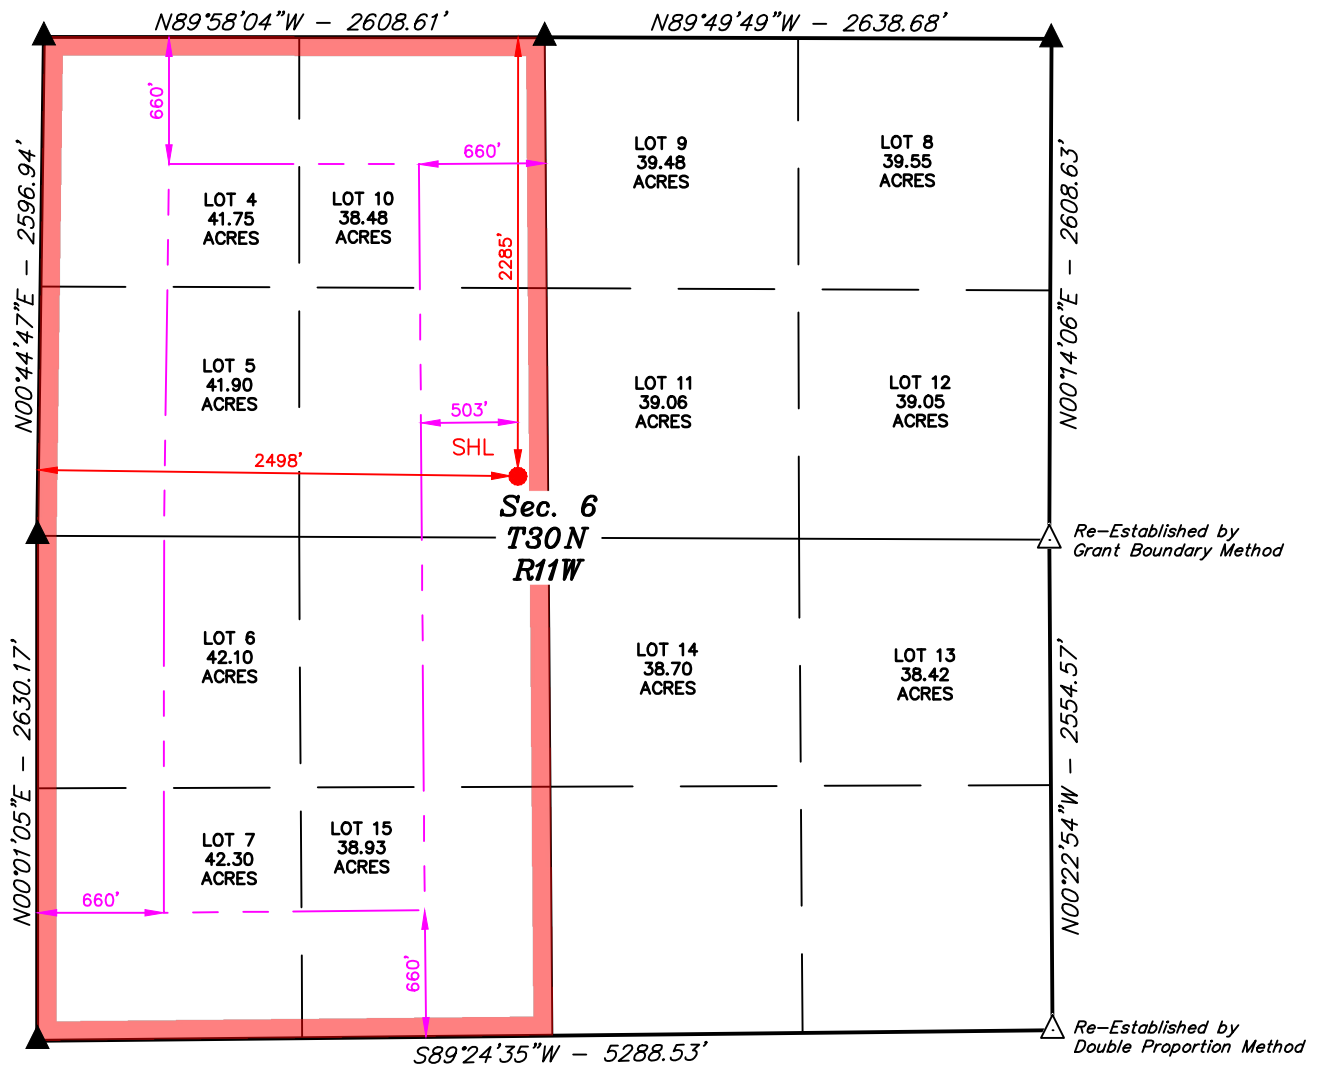 N89°58'04"W - 2608.61'
N89°49'49"W - 2638.68'
660'
660'
N00°44'47"E - 2596.94'
N00°14'06"E - 2608.63'
LOT 9
39.48
ACRES
LOT 8
39.55
ACRES
LOT 4
41.75
ACRES
LOT 10
38.48
ACRES
2285'
LOT 5
41.90
ACRES
LOT 11
39.06
ACRES
LOT 12
39.05
ACRES
503'
SHL
2498'
Sec. 6
T30N
R11W
Re-Established by
Grant Boundary Method
LOT 6
42.10
ACRES
LOT 14
38.70
ACRES
LOT 13
38.42
ACRES
N00°01'05"E - 2630.17'
N00°22'54"W - 2554.57'
LOT 7
42.30
ACRES
LOT 15
38.93
ACRES
660'
660'
S89°24'35"W - 5288.53'
Re-Established by
Double Proportion Method